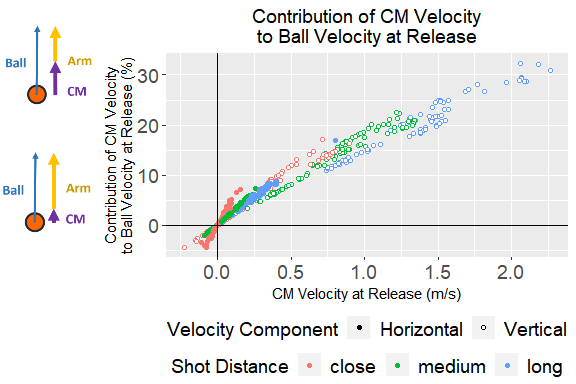 Contribution of CM Velocity
to Ball Velocity at Release
Ball
Arm
CM
Ball
Arm
CM
Contribution of CM Velocity
to Ball Velocity at Release (%)
30
20
10
0
0.0 0.5 1.0 1.5 2.0
CM Velocity at Release (m/s)
Velocity Component Horizontal Vertical
Shot Distance close medium long